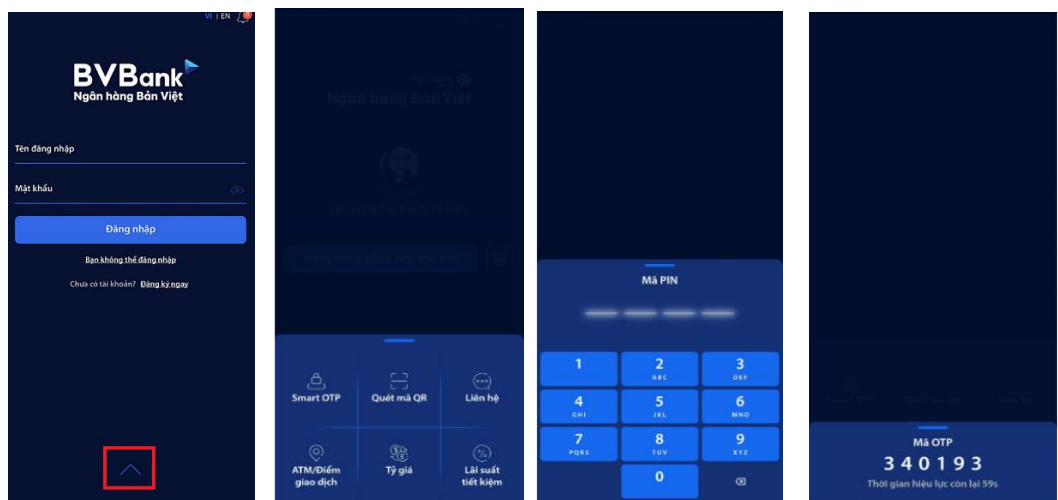 VI | EN
8
BVBank
Ngân hàng Bản Việt
Tên đăng nhập
Mật khẩu
Đăng nhập
Bạn không thể đăng nhập
Chưa có tài khoản? Đăng ký ngay
Ngân hàng Bản Việt
Smart OTP
Quét mã QR
Liên hệ
ATM/Điểm
giao dịch
Tỷ giá
Lãi suất
tiết kiệm
Mã PIN
1
2
ABC
3
DEF
4
GHI
5
JKL
6
MNO
7
PQRS
8
TUV
9
XYZ
0
Mã OTP
340193
Thời gian hiệu lực còn lại 59s